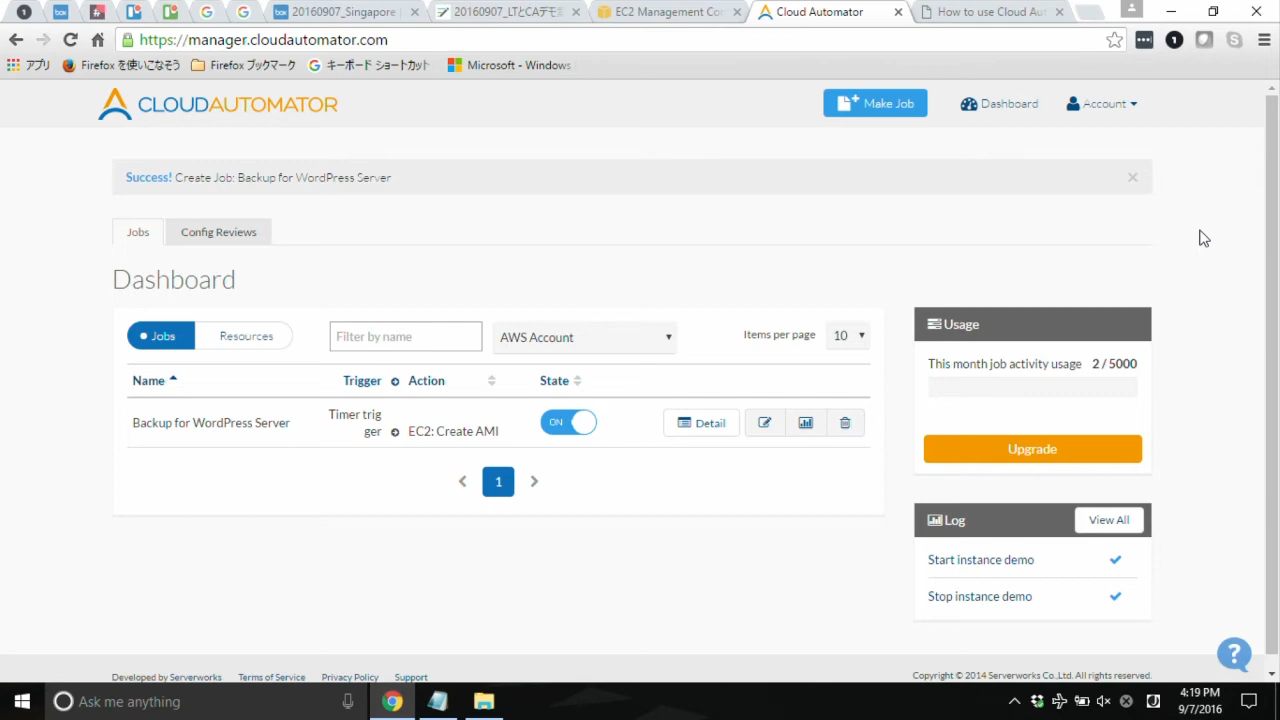 20160907_Singapore
20160907_LTとCAデモ
EC2 Management Co
Cloud Automator
How to use Cloud Au
https://manager.cloudautomator.com
アプリ
Firefox を使いこなそう
Firefox ブックマーク
キーボード ショートカット
Microsoft - Windows
CLOUDAUTOMATOR
Make Job
Dashboard
Account
Success! Create Job: Backup for WordPress Server
Jobs
Config Reviews
Dashboard
Jobs
Resources
Filter by name
AWS Account
Items per page
10
Usage
This month job activity usage 2 / 5000
Upgrade
Name
Trigger
Action
State
Backup for WordPress Server
Timer trig
ger
EC2: Create AMI
ON
Detail
1
Log
View All
Start instance demo
Stop instance demo
?
Developed by Serverworks
Terms of Service
Privacy Policy
Support
Copyright © 2014 Serverworks Co.,Ltd. All rights reserved.
Ask me anything
4:19 PM
9/7/2016